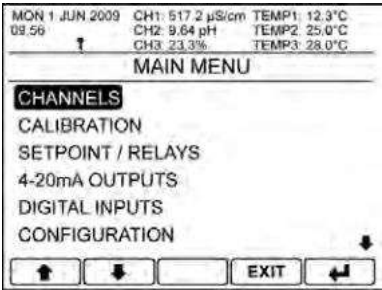 MON 1 JUN 2009 CH1: 517.2 µS/cm TEMP1: 12.3°C
09:56 CH2: 9.64 pH TEMP2: 25.0°C
CH3: 23.3% TEMP3: 28.0°C
MAIN MENU
CHANNELS
CALIBRATION
SETPOINT / RELAYS
4-20mA OUTPUTS
DIGITAL INPUTS
CONFIGURATION
EXIT